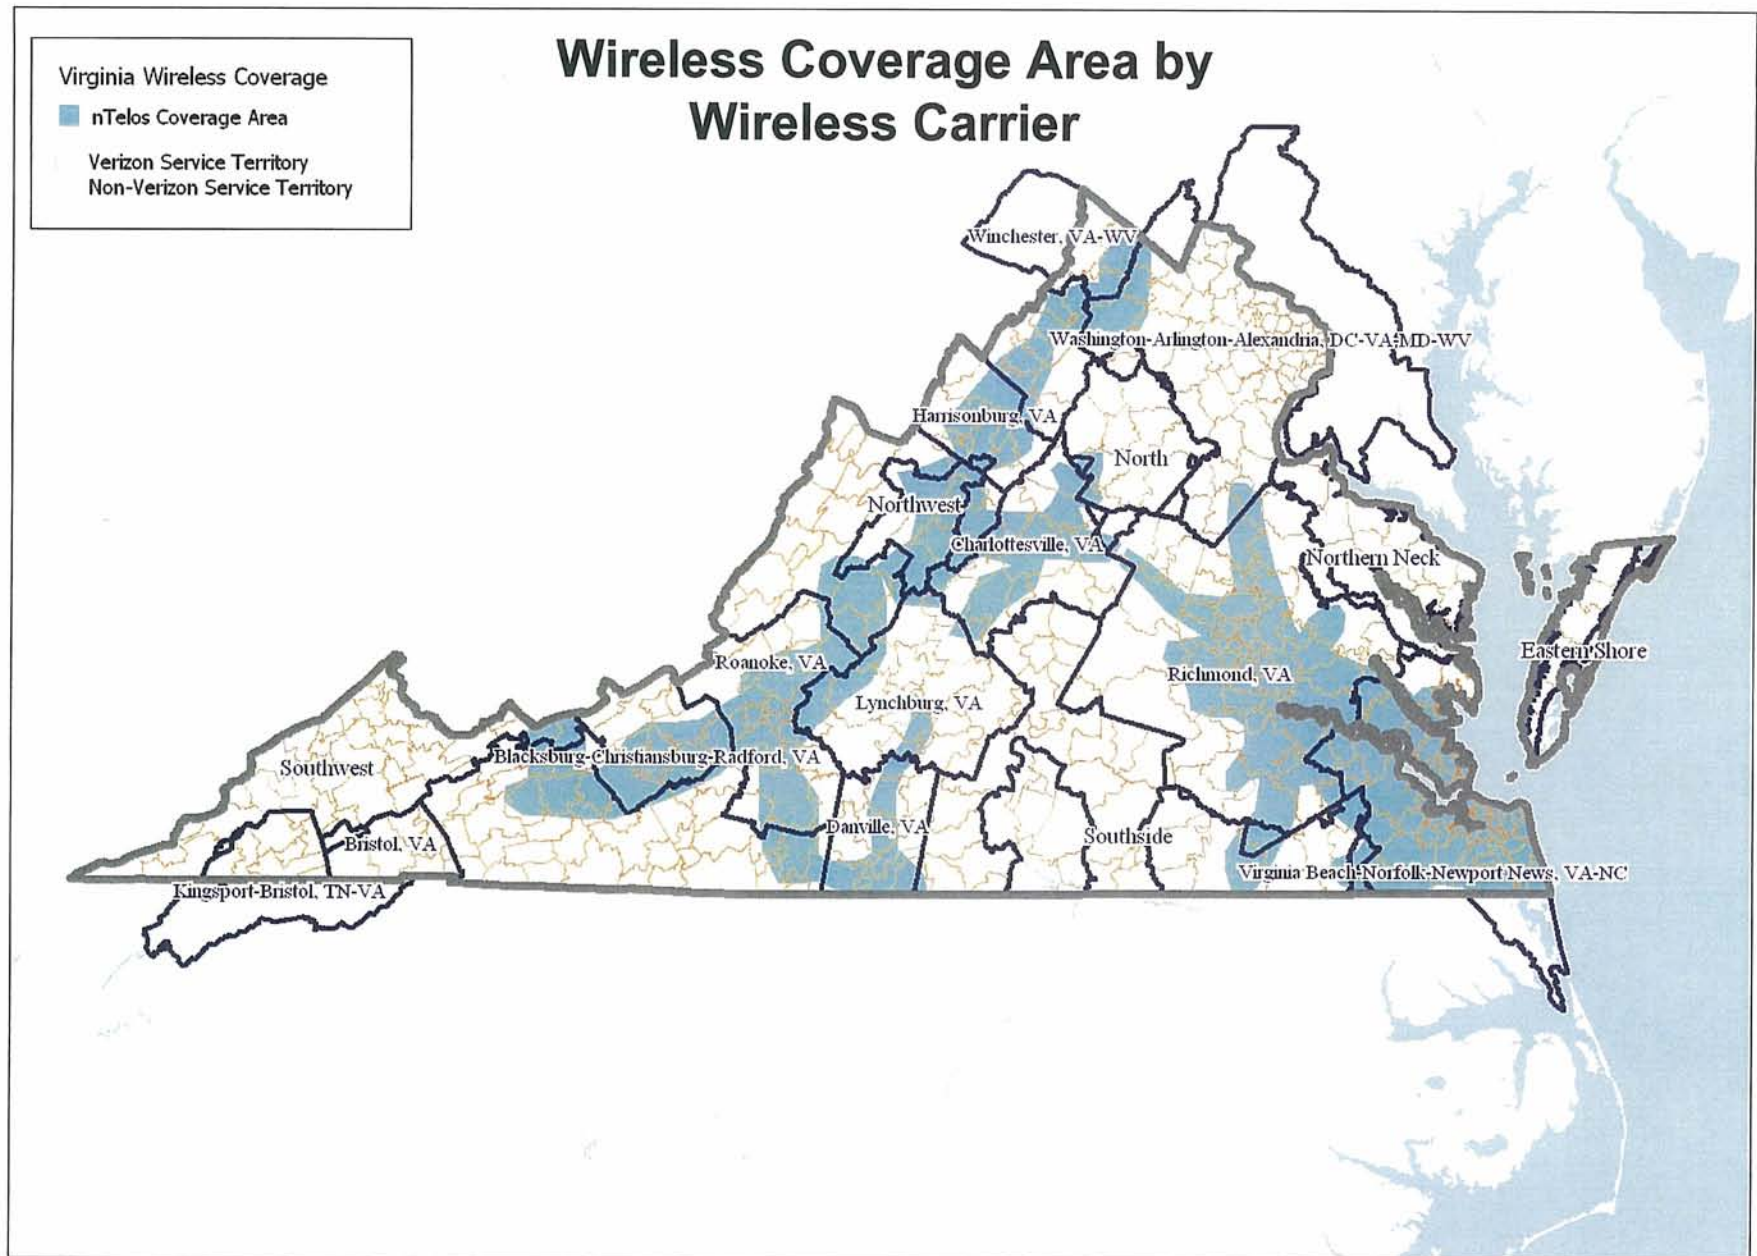 Wireless Coverage Area by
Wireless Carrier
Virginia Wireless Coverage
nTelos Coverage Area
Verizon Service Territory
Non-Verizon Service Territory
Winchester, VA-WV
Washington-Arlington-Alexandria, DC-VA-MD-WV
Harrisonburg, VA
North
Northwest
Charlottesville, VA
Northern Neck
Eastern Shore
Roanoke, VA
Richmond, VA
Lynchburg, VA
Blacksburg-Christiansburg-Radford, VA
Southwest
Danville, VA
Southside
Bristol, VA
Virginia Beach-Norfolk-Newport News, VA-NC
Kingsport-Bristol, TN-VA